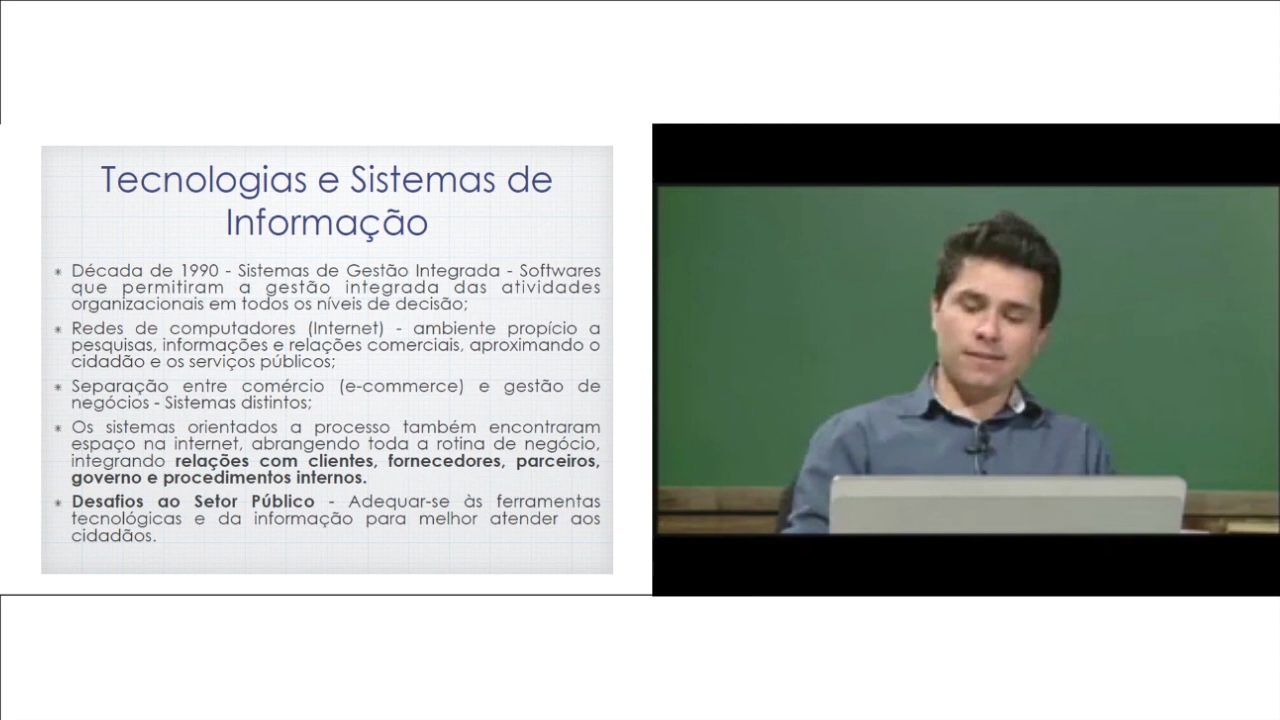 Tecnologias e Sistemas de
Informação
* Década de 1990 - Sistemas de Gestão Integrada - Softwares
que permitiram a gestão integrada das atividades
organizacionais em todos os níveis de decisão;
* Redes de computadores (Internet) - ambiente propício a
pesquisas, informações e relações comerciais, aproximando o
cidadão e os serviços públicos;
* Separação entre comércio (e-commerce) e gestão de
negócios - Sistemas distintos;
* Os sistemas orientados a processo também encontraram
espaço na internet, abrangendo toda a rotina de negócio,
integrando relações com clientes, fornecedores, parceiros,
governo e procedimentos internos.
* Desafios ao Setor Público - Adequar-se às ferramentas
tecnológicas e da informação para melhor atender aos
cidadãos.